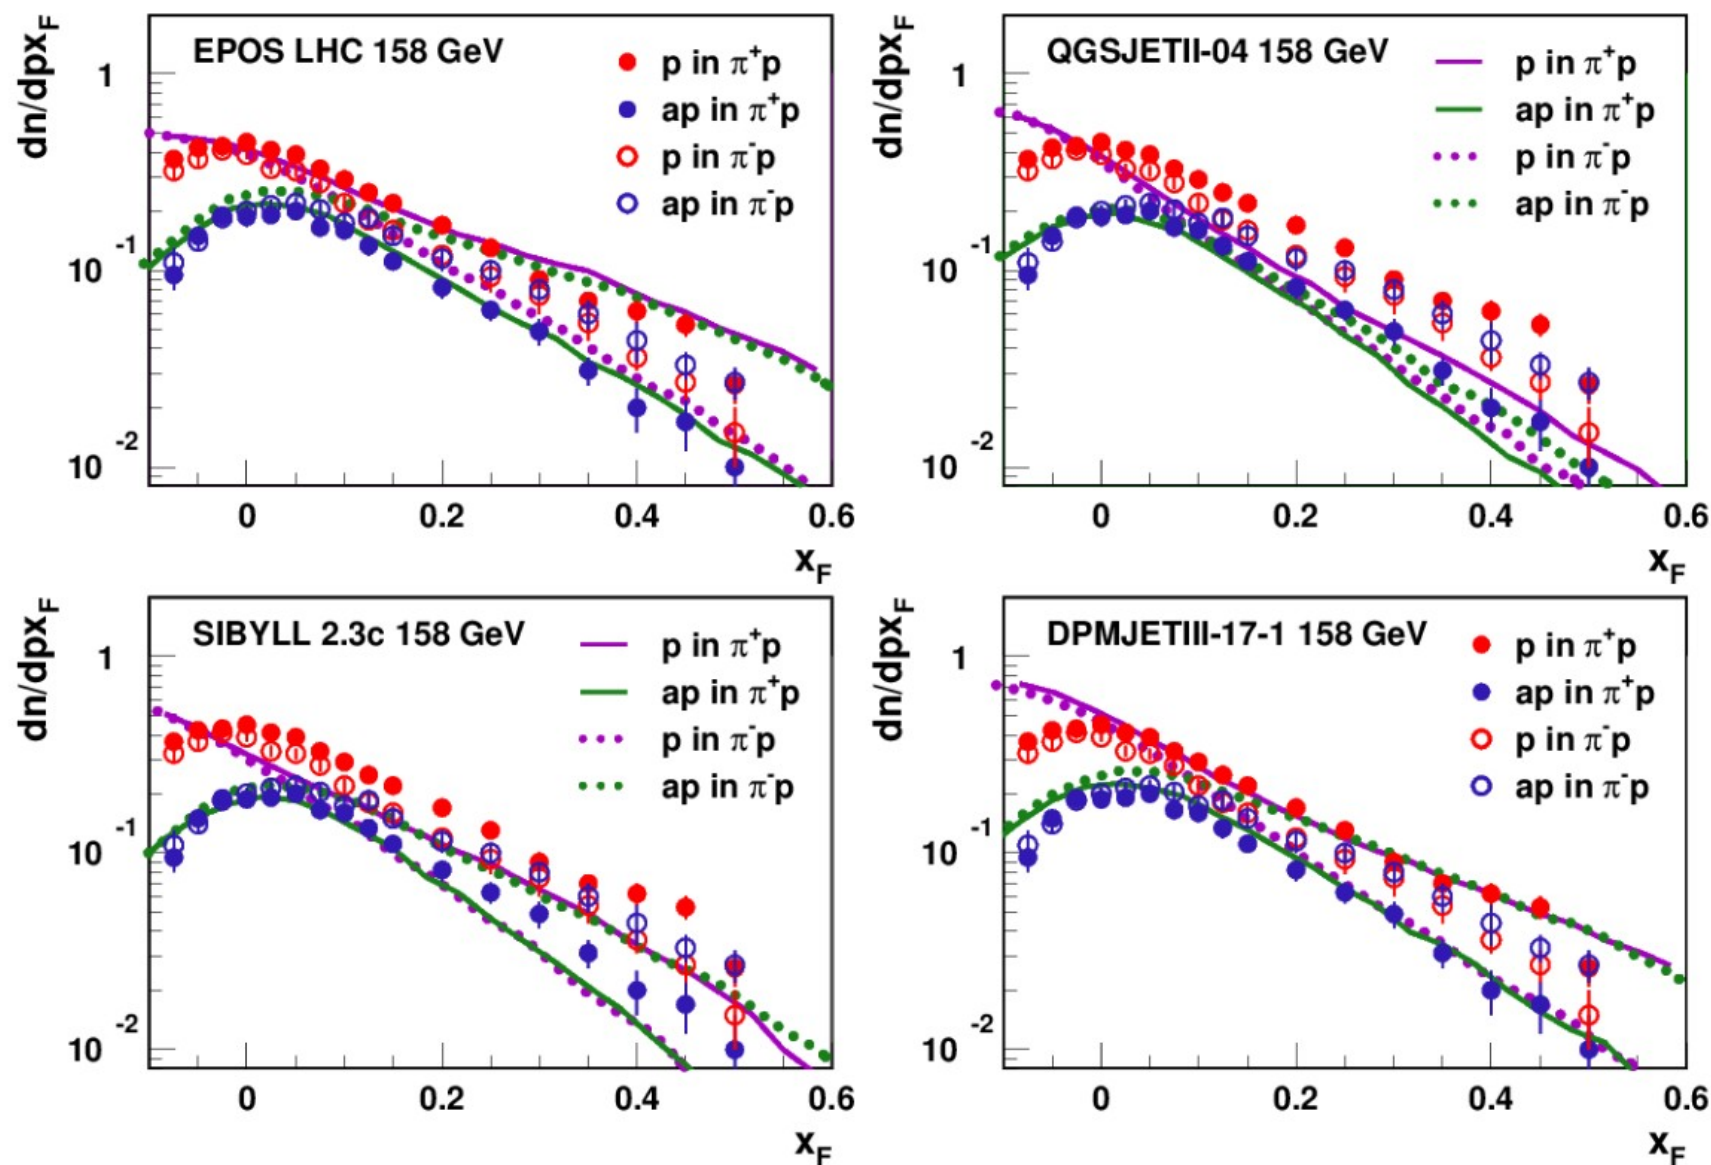 EPOS LHC 158 GeV
p in π⁺p
ap in π⁺p
p in π⁻p
ap in π⁻p
dn/dpx_F
1
10⁻¹
10⁻²
0
0.2
0.4
0.6
x_F
QGSJETII-04 158 GeV
p in π⁺p
ap in π⁺p
p in π⁻p
ap in π⁻p
dn/dpx_F
1
10⁻¹
10⁻²
0
0.2
0.4
0.6
x_F
SIBYLL 2.3c 158 GeV
p in π⁺p
ap in π⁺p
p in π⁻p
ap in π⁻p
dn/dpx_F
1
10⁻¹
10⁻²
0
0.2
0.4
0.6
x_F
DPMJETIII-17-1 158 GeV
p in π⁺p
ap in π⁺p
p in π⁻p
ap in π⁻p
dn/dpx_F
1
10⁻¹
10⁻²
0
0.2
0.4
0.6
x_F